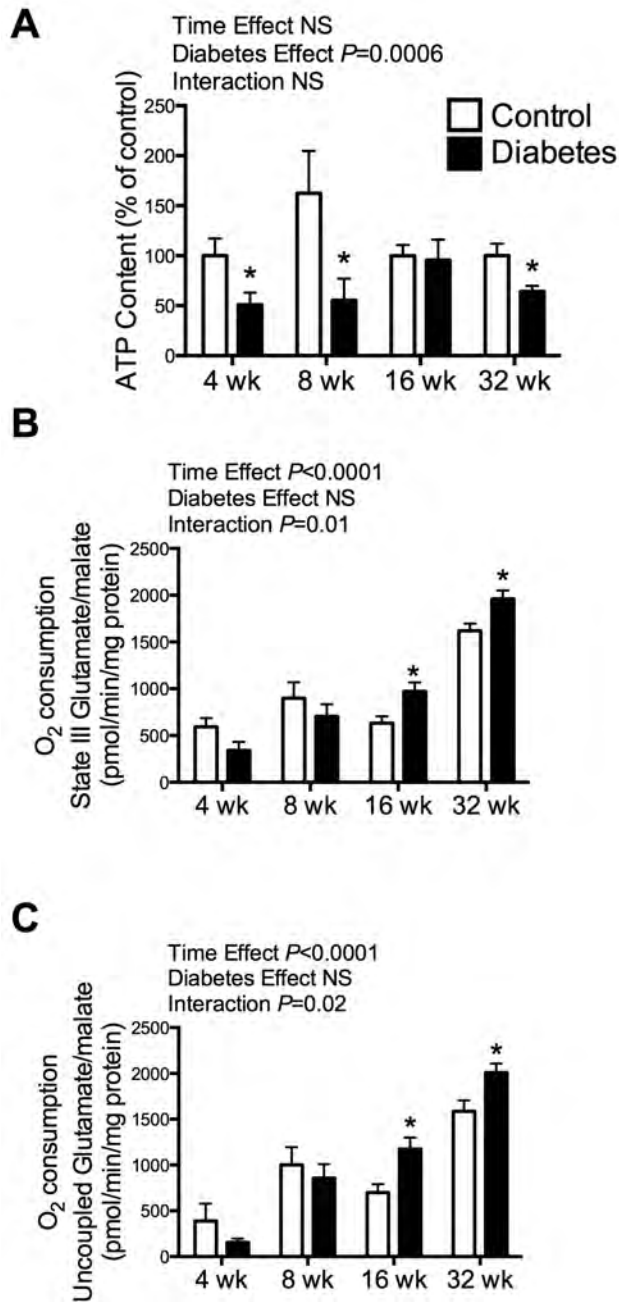 A
Time Effect NS
Diabetes Effect P=0.0006
Interaction NS
ATP Content (% of control)
250
200
150
100
50
0
Control
Diabetes
*
*
*
4 wk 8 wk 16 wk 32 wk
B
Time Effect P<0.0001
Diabetes Effect NS
Interaction P=0.01
O₂ consumption
State III Glutamate/malate
(pmol/min/mg protein)
2500
2000
1500
1000
500
0
*
*
4 wk 8 wk 16 wk 32 wk
C
Time Effect P<0.0001
Diabetes Effect NS
Interaction P=0.02
O₂ consumption
Uncoupled Glutamate/malate
(pmol/min/mg protein)
2500
2000
1500
1000
500
0
*
*
4 wk 8 wk 16 wk 32 wk